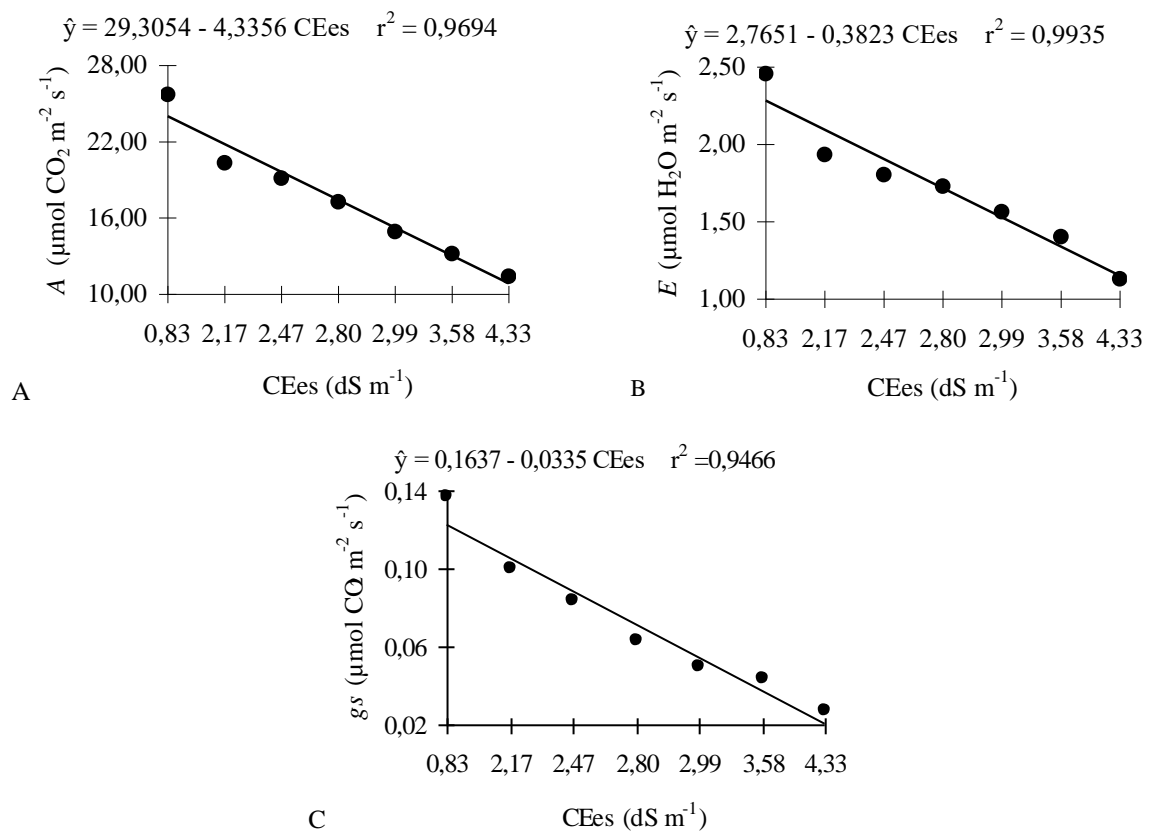 ŷ = 29,3054 - 4,3356 CEes r² = 0,9694
28,00
22,00
16,00
10,00
A (µmol CO₂ m⁻² s⁻¹)
0,83 2,17 2,47 2,80 2,99 3,58 4,33
CEes (dS m⁻¹)
A
ŷ = 2,7651 - 0,3823 CEes r² = 0,9935
2,50
2,00
1,50
1,00
E (µmol H₂O m⁻² s⁻¹)
0,83 2,17 2,47 2,80 2,99 3,58 4,33
CEes (dS m⁻¹)
B
ŷ = 0,1637 - 0,0335 CEes r² =0,9466
0,14
0,10
0,06
0,02
gs (µmol CO₂ m⁻² s⁻¹)
0,83 2,17 2,47 2,80 2,99 3,58 4,33
CEes (dS m⁻¹)
C